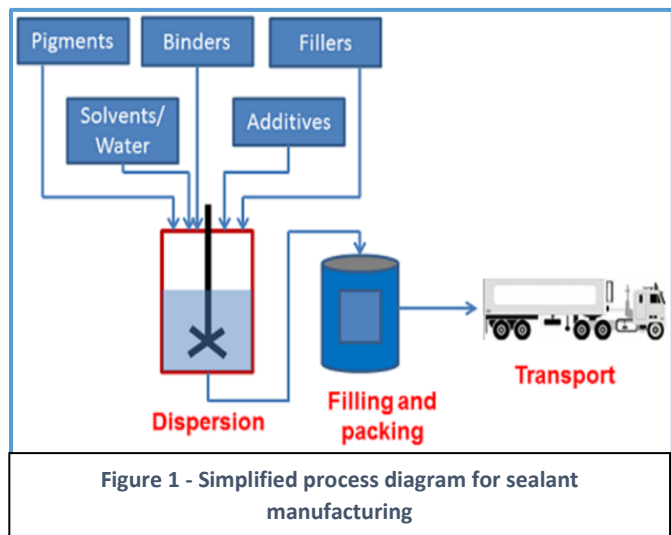 Pigments
Binders
Fillers
Solvents/
Water
Additives
Dispersion
Filling and
packing
Transport
Figure 1 - Simplified process diagram for sealant
manufacturing